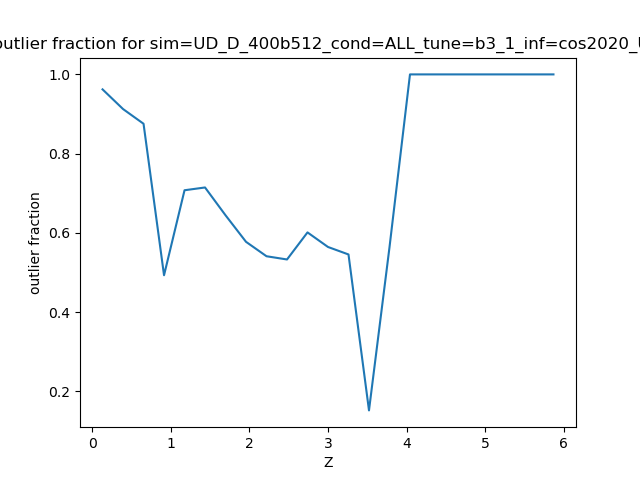 outlier fraction for sim=UD_D_400b512_cond=ALL_tune=b3_1_inf=cos2020_U
1.0
0.8
0.6
0.4
0.2
outlier fraction
0 1 2 3 4 5 6
Z